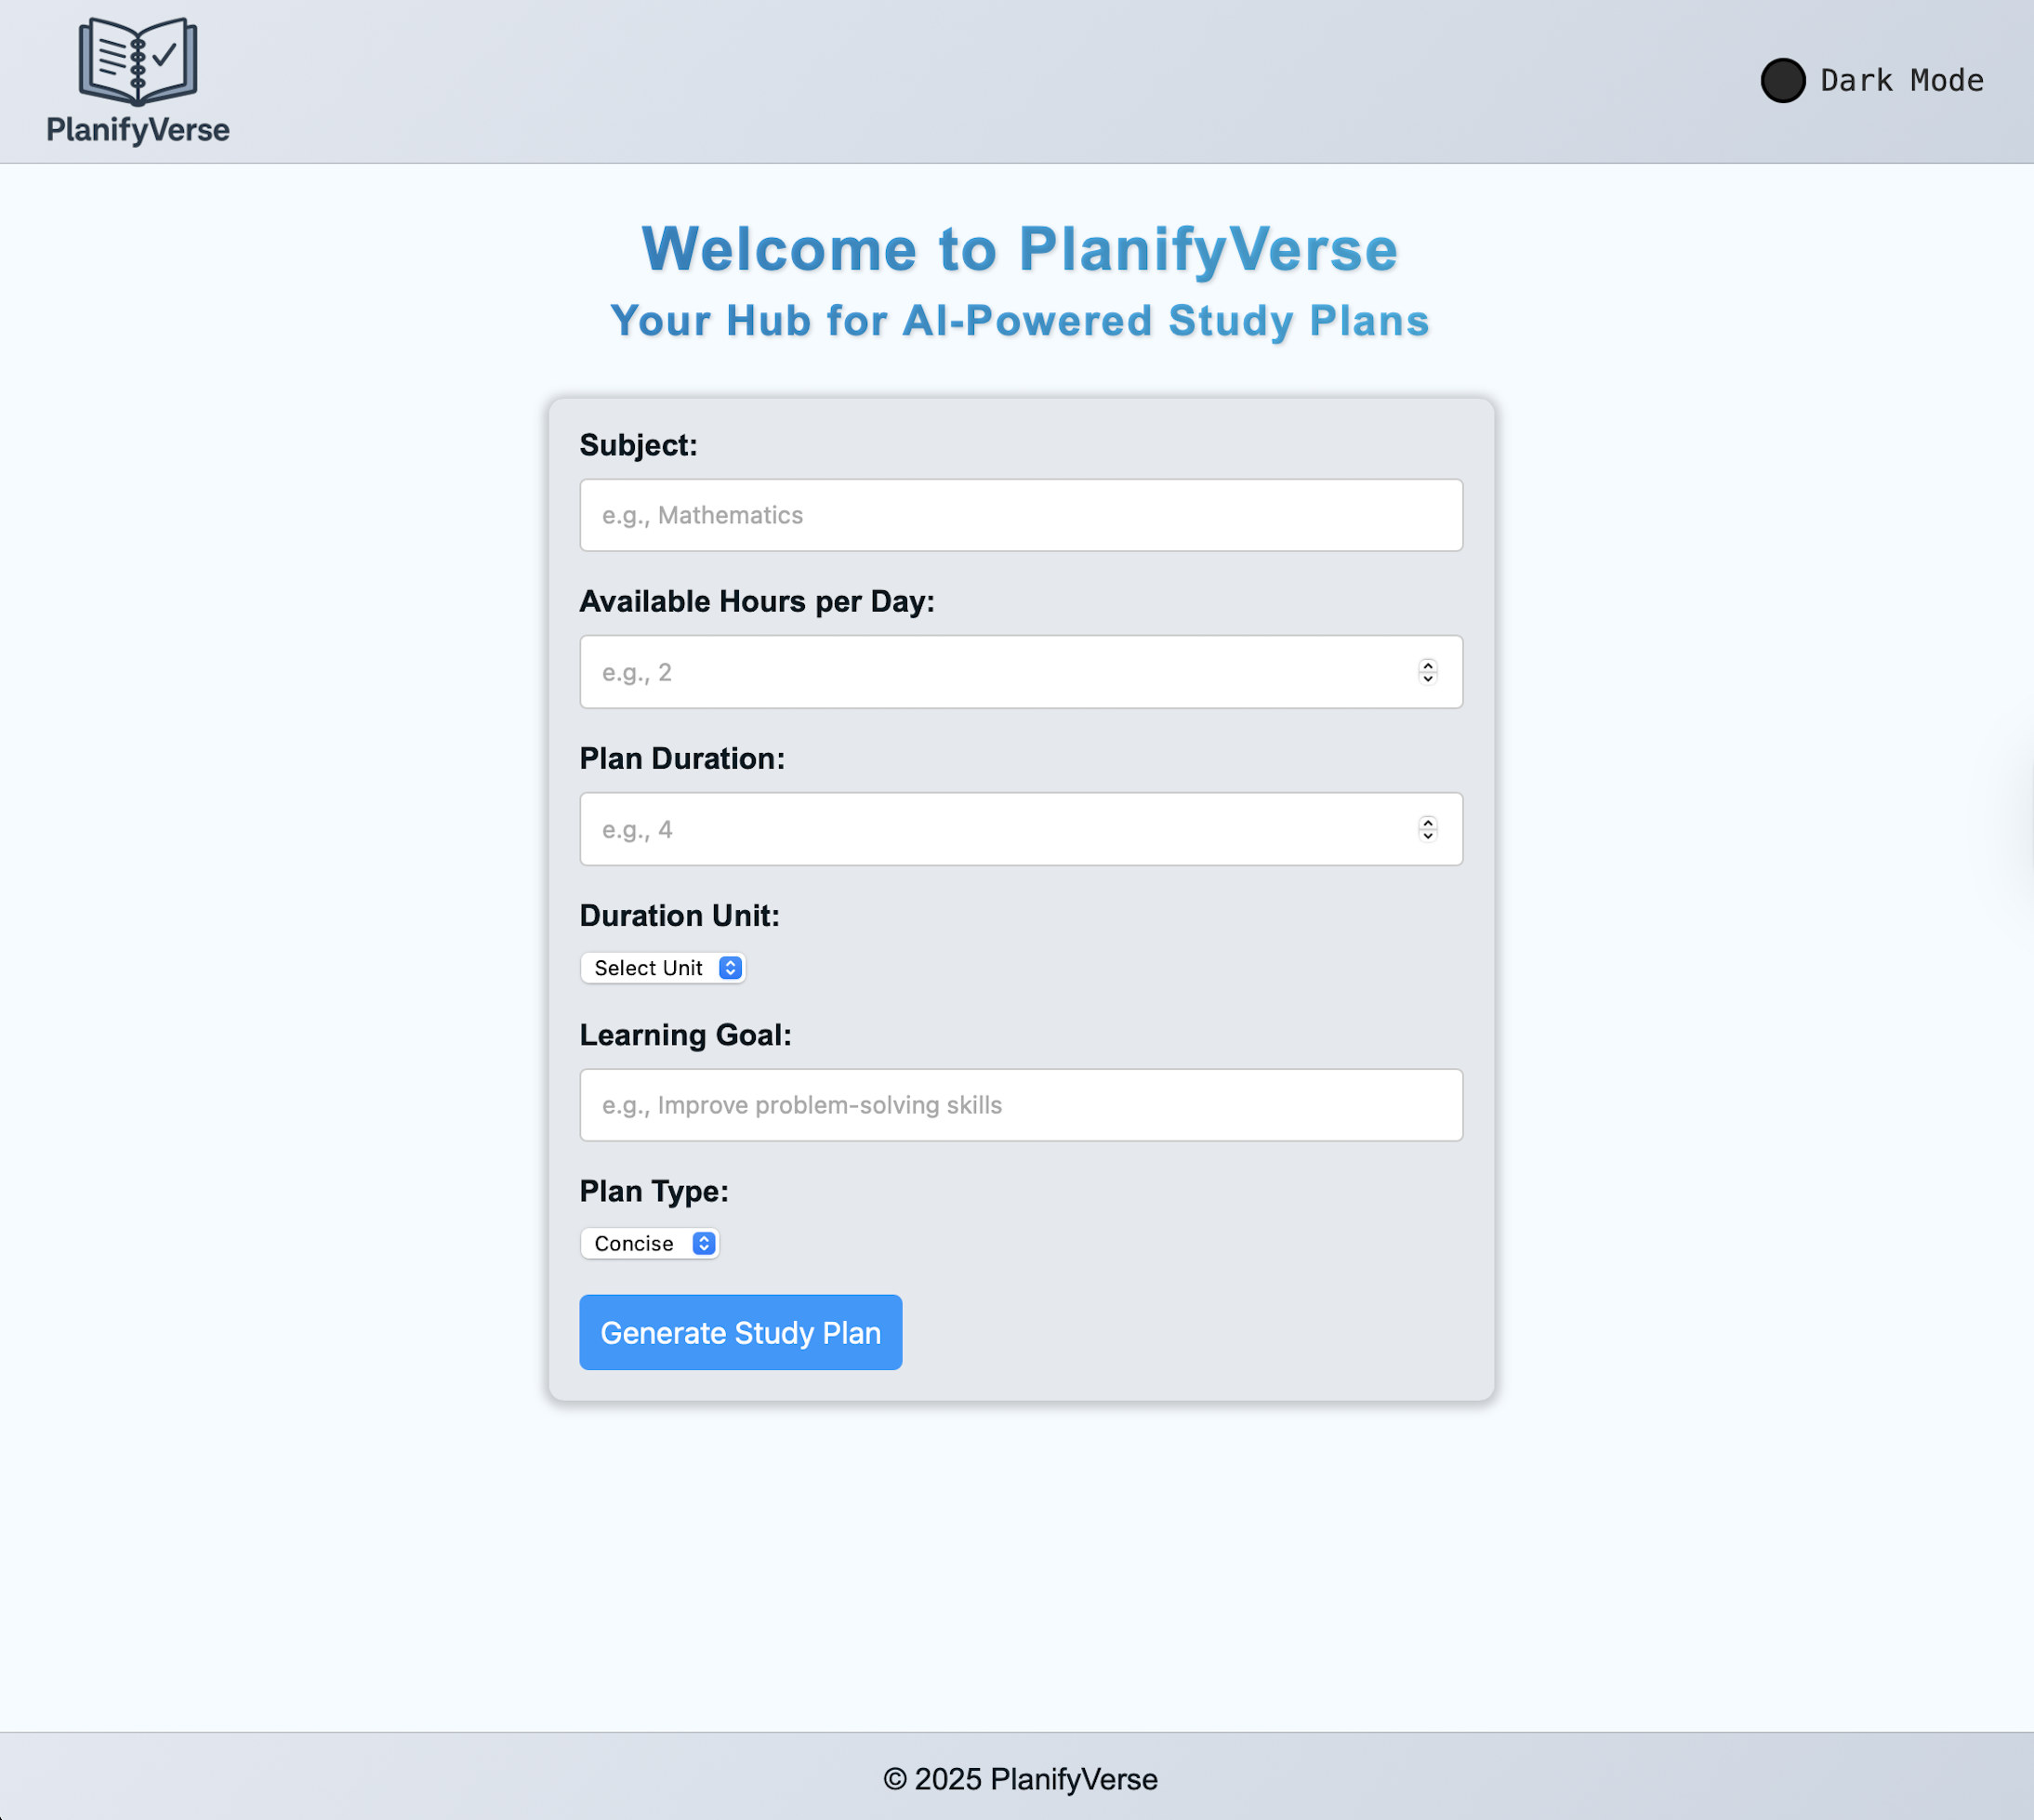 PlanifyVerse
Dark Mode
Welcome to PlanifyVerse
Your Hub for AI-Powered Study Plans
Subject:
e.g., Mathematics
Available Hours per Day:
e.g., 2
Plan Duration:
e.g., 4
Duration Unit:
Select Unit
Learning Goal:
e.g., Improve problem-solving skills
Plan Type:
Concise
Generate Study Plan
© 2025 PlanifyVerse